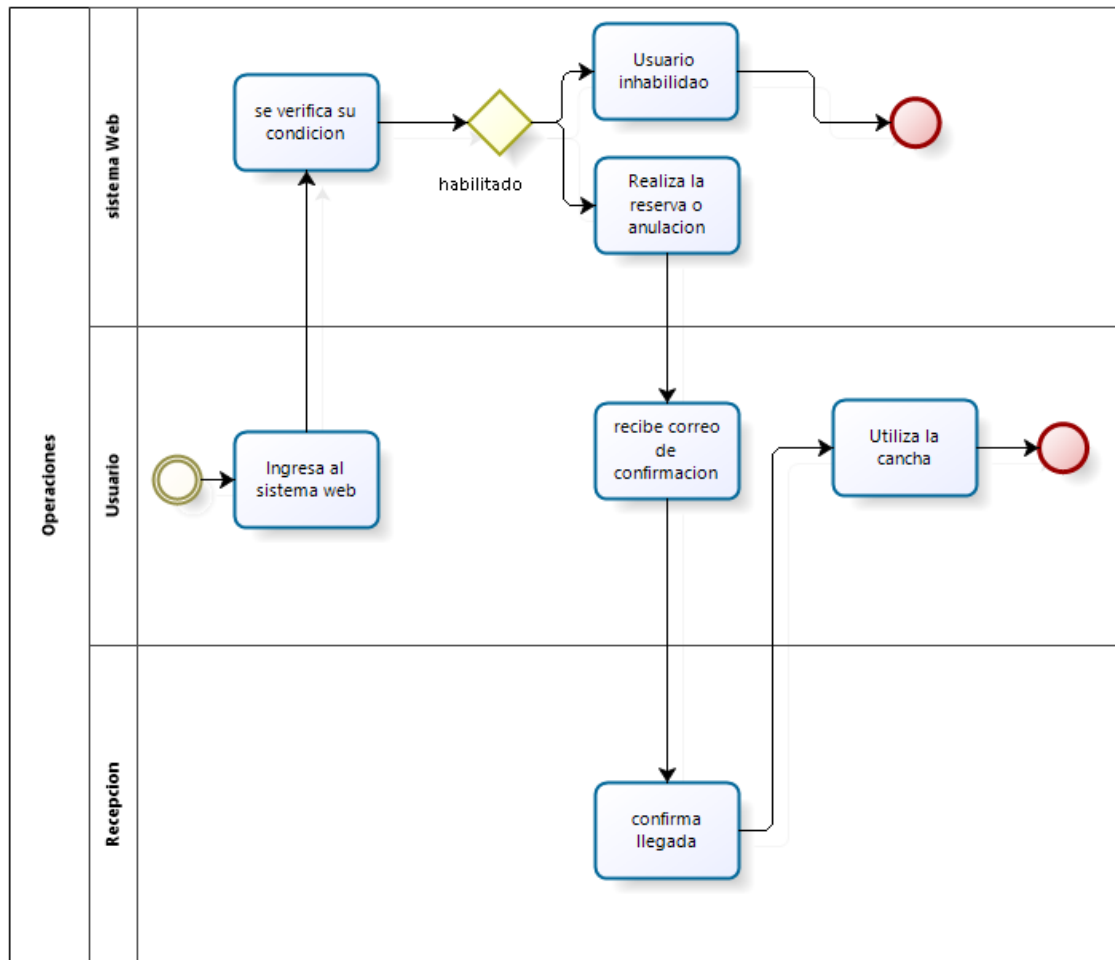 Operaciones
sistema Web
se verifica su
condicion
habilitado
Usuario
inhabilidao
Realiza la
reserva o
anulacion
Usuario
Ingresa al
sistema web
recibe correo
de
confirmacion
Utiliza la
cancha
Recepcion
confirma
llegada